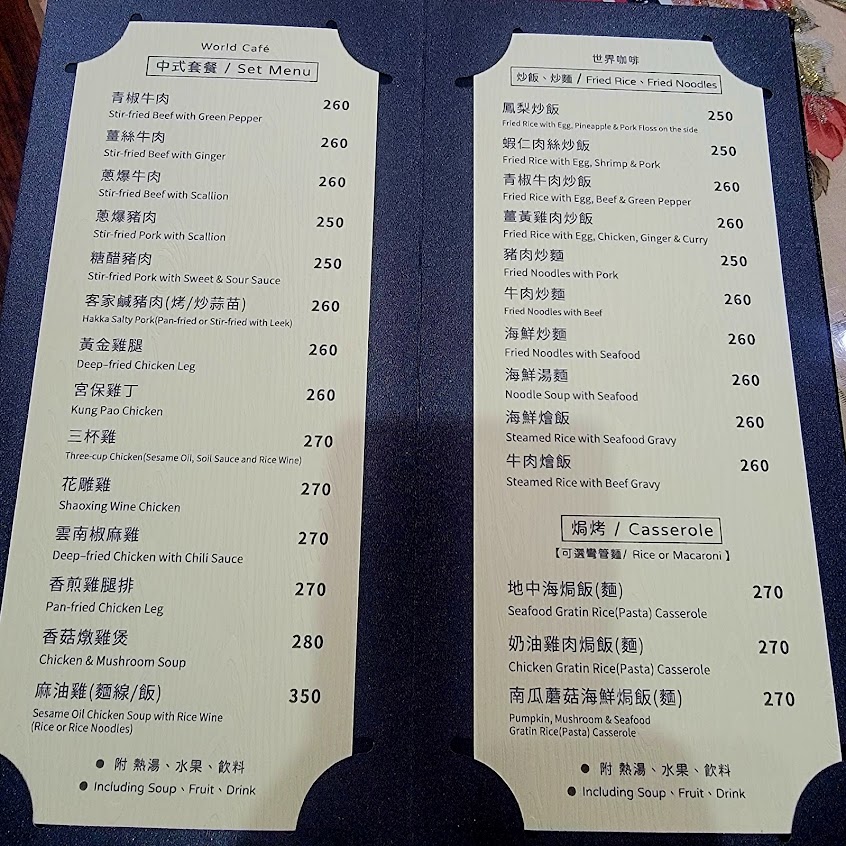 World Café
中式套餐 / Set Menu
青椒牛肉 260
Stir-fried Beef with Green Pepper
薑絲牛肉 260
Stir-fried Beef with Ginger
蔥爆牛肉 260
Stir-fried Beef with Scallion
蔥爆豬肉 250
Stir-fried Pork with Scallion
糖醋豬肉 250
Stir-fried Pork with Sweet & Sour Sauce
客家鹹豬肉(烤/炒蒜苗) 260
Hakka Salty Pork(Pan-fried or Stir-fried with Leek)
黃金雞腿 260
Deep-fried Chicken Leg
宮保雞丁 260
Kung Pao Chicken
三杯雞 270
Three-cup Chicken(Sesame Oil, Soil Sauce and Rice Wine)
花雕雞 270
Shaoxing Wine Chicken
雲南椒麻雞 270
Deep-fried Chicken with Chili Sauce
香煎雞腿排 270
Pan-fried Chicken Leg
香菇燉雞煲 280
Chicken & Mushroom Soup
麻油雞(麵線/飯) 350
Sesame Oil Chicken Soup with Rice Wine
(Rice or Rice Noodles)
● 附 熱湯、水果、飲料
● Including Soup、Fruit、Drink
世界咖啡
炒飯、炒麵 / Fried Rice、Fried Noodles
鳳梨炒飯 250
Fried Rice with Egg, Pineapple & Pork Floss on the side
蝦仁肉絲炒飯 250
Fried Rice with Egg, Shrimp & Pork
青椒牛肉炒飯 260
Fried Rice with Egg, Beef & Green Pepper
薑黃雞肉炒飯 260
Fried Rice with Egg, Chicken, Ginger & Curry
豬肉炒麵 250
Fried Noodles with Pork
牛肉炒麵 260
Fried Noodles with Beef
海鮮炒麵 260
Fried Noodles with Seafood
海鮮湯麵 260
Noodle Soup with Seafood
海鮮燴飯 260
Steamed Rice with Seafood Gravy
牛肉燴飯 260
Steamed Rice with Beef Gravy
焗烤 / Casserole
【可選彎管麵/ Rice or Macaroni】
地中海焗飯(麵) 270
Seafood Gratin Rice(Pasta) Casserole
奶油雞肉焗飯(麵) 270
Chicken Gratin Rice(Pasta) Casserole
南瓜蘑菇海鮮焗飯(麵) 270
Pumpkin, Mushroom & Seafood
Gratin Rice(Pasta) Casserole
● 附 熱湯、水果、飲料
● Including Soup、Fruit、Drink